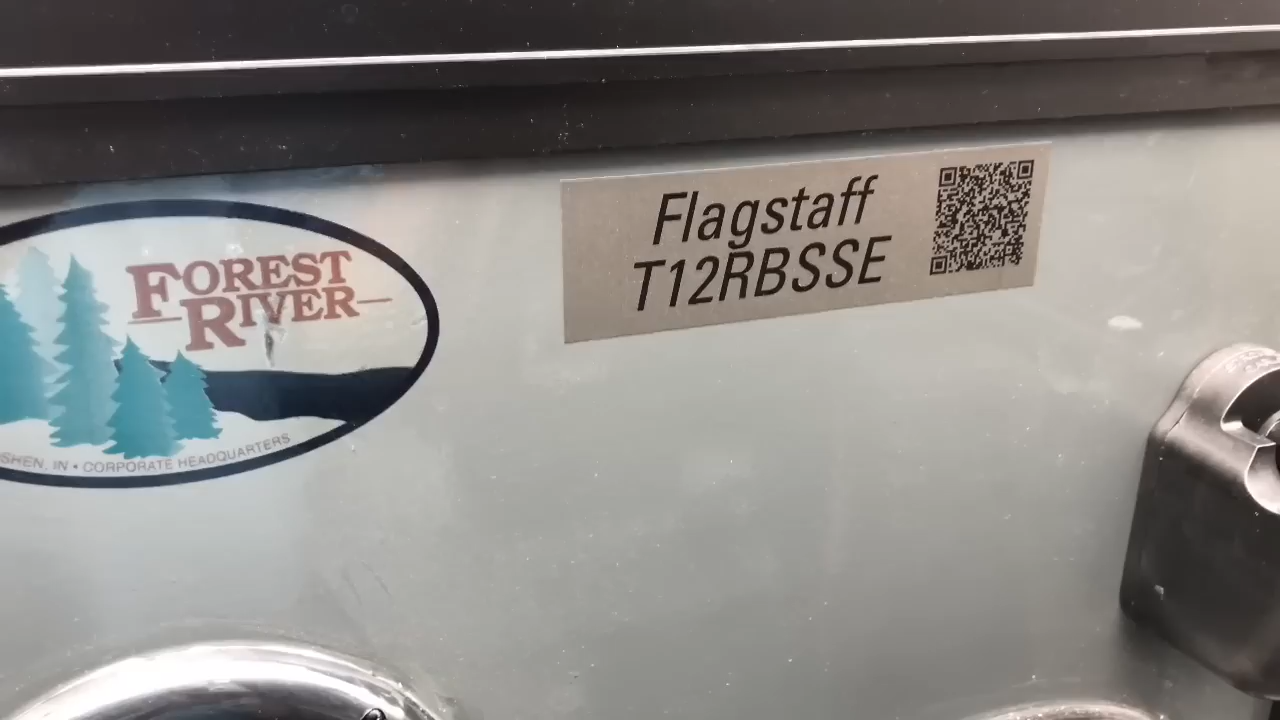 FOREST
RIVER
SHEN, IN • CORPORATE HEADQUARTERS
Flagstaff
T12RBSSE